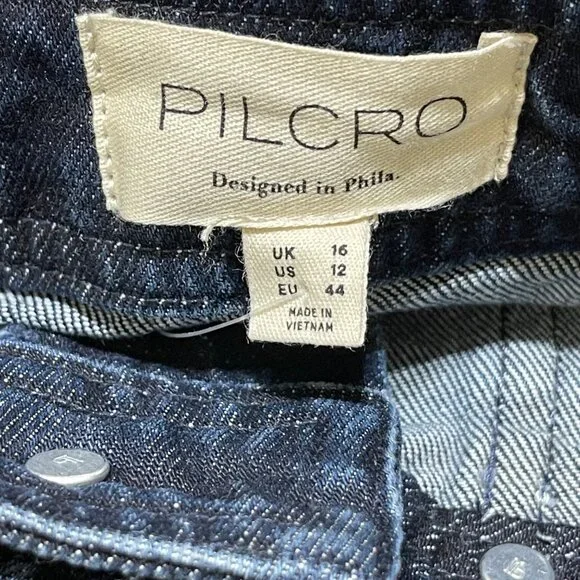 PILCRO
Designed in Phila.
UK 16
US 12
EU 44
MADE IN
VIETNAM